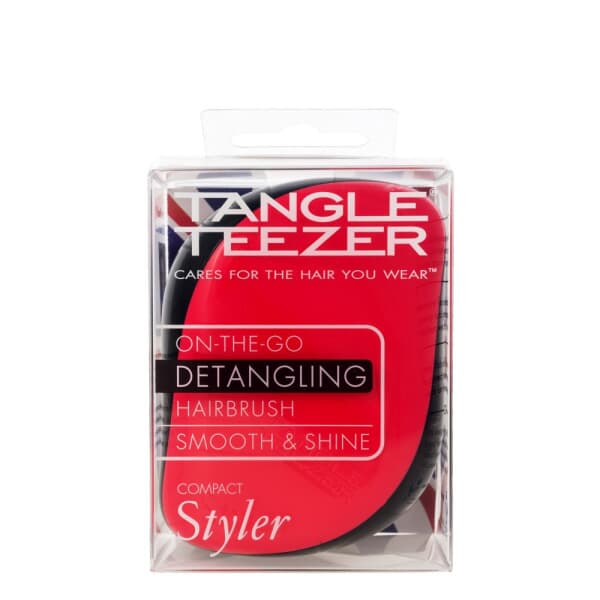 TANGLE
TEEZER®
CARES FOR THE HAIR YOU WEAR™
ON-THE-GO
DETANGLING
HAIRBRUSH
SMOOTH & SHINE
COMPACT
Styler